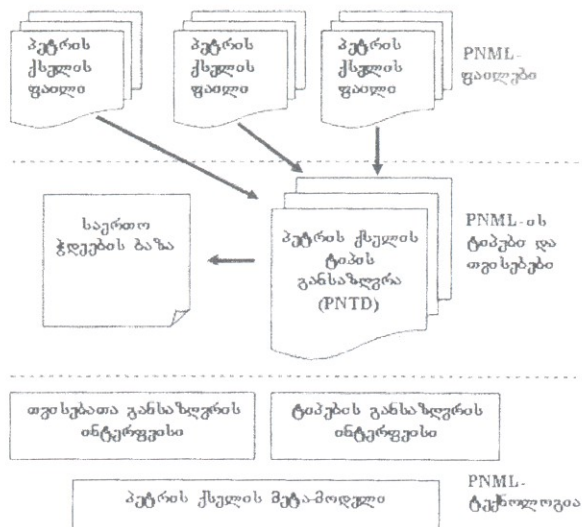 პეტრის
ქსელის
ფაილი
პეტრის
ქსელის
ფაილი
პეტრის
ქსელის
ფაილი
PNML-
ფაილები
საერთო
ჭდეების ბაზა
პეტრის ქსელის
ტიპის
განსაზღვრა
(PNTD)
PNML-ის
ტიპები და
თვისებები
თვისებათა განსაზღვრის
ინტერფეისი
ტიპების განსაზღვრის
ინტერფეისი
პეტრის ქსელის მეტა-მოდელი
PNML-
ტექნოლოგია